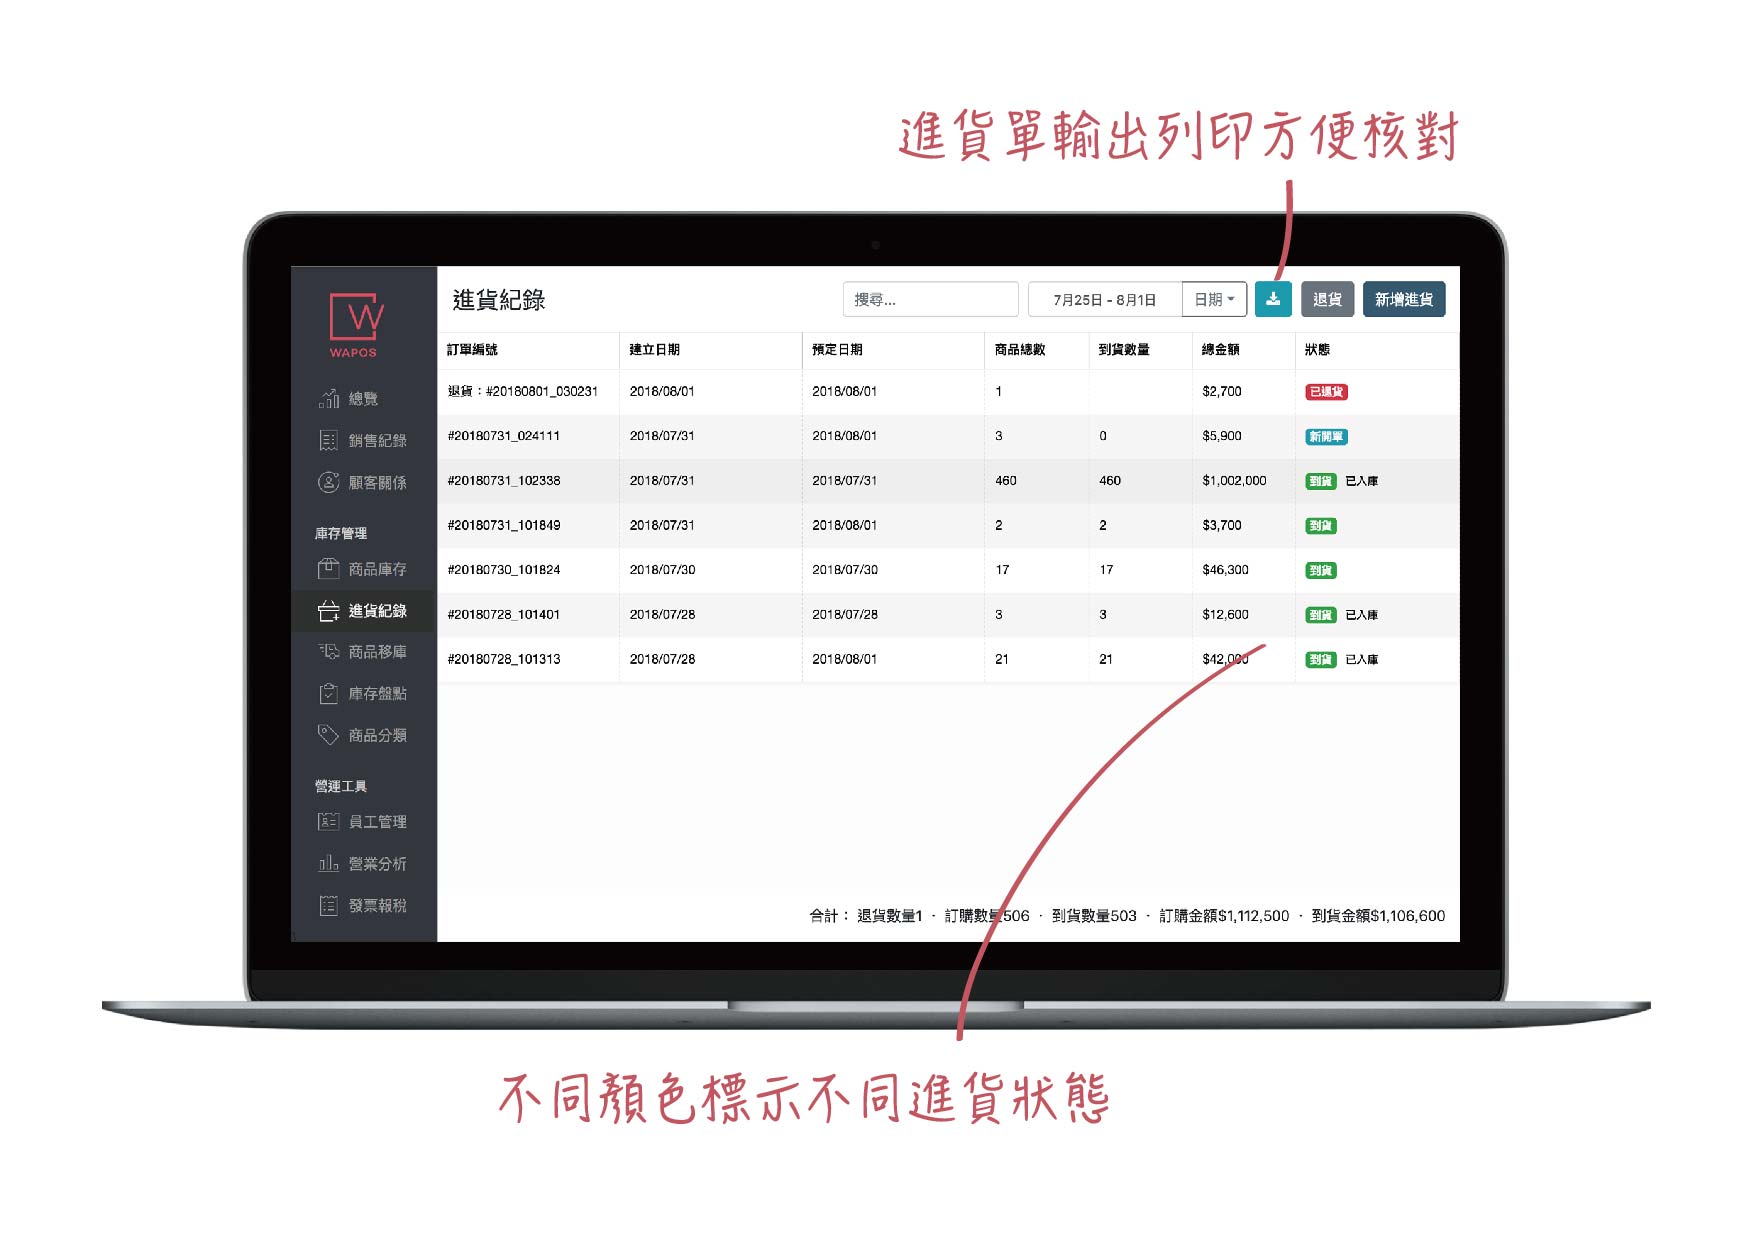 進貨單輸出列印方便核對
WAPOS
總覽
銷售紀錄
顧客關係
庫存管理
商品庫存
進貨紀錄
商品移庫
庫存盤點
商品分類
營運工具
員工管理
營業分析
發票報稅
進貨紀錄 搜尋... 7月25日 - 8月1日 日期 退貨 新增進貨
訂單編號 建立日期 預定日期 商品總數 到貨數量 總金額 狀態
退貨：#20180801_030231 2018/08/01 2018/08/01 1 $2,700 已退貨
#20180731_024111 2018/07/31 2018/08/01 3 0 $5,900 新開單
#20180731_102338 2018/07/31 2018/07/31 460 460 $1,002,000 到貨 已入庫
#20180731_101849 2018/07/31 2018/08/01 2 2 $3,700 到貨
#20180730_101824 2018/07/30 2018/07/30 17 17 $46,300 到貨
#20180728_101401 2018/07/28 2018/07/28 3 3 $12,600 到貨 已入庫
#20180728_101313 2018/07/28 2018/08/01 21 21 $42,000 到貨 已入庫
合計： 退貨數量1 · 訂購數量506 · 到貨數量503 · 訂購金額$1,112,500 · 到貨金額$1,106,600
不同顏色標示不同進貨狀態